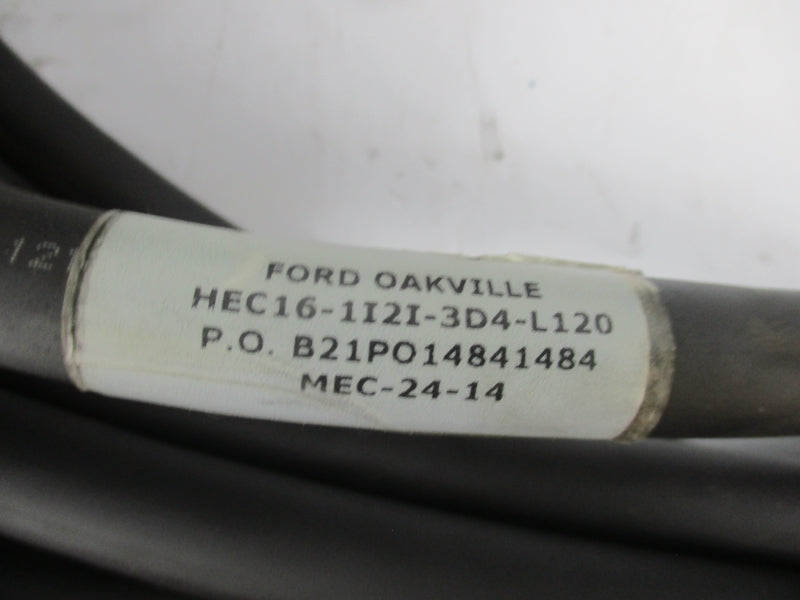 FORD OAKVILLE
HEC16-1I2I-3D4-L120
P.O. B21PO14841484
MEC-24-14